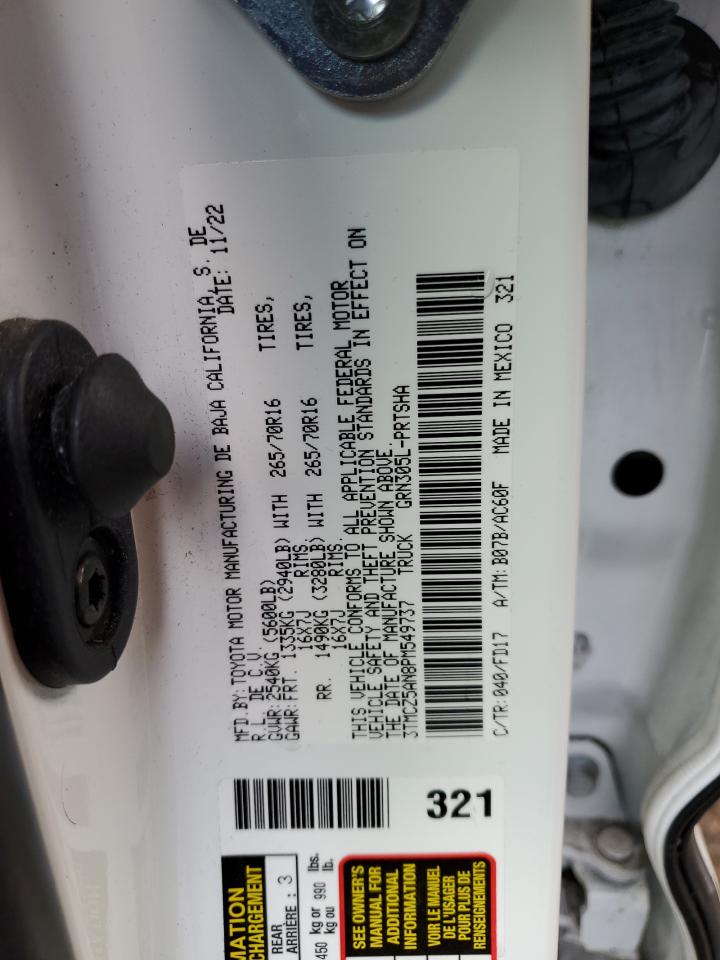 MFD.BY:TOYOTA MOTOR MANUFACTURING DE BAJA CALIFORNIA, S. DE
R.L. DE C.V. DATE: 11/22
GVWR:2540KG (5600LB)
GAWR:FRT. 1335KG (2940LB) WITH 265/70R16 TIRES,
16X7J RIMS
RR. 1490KG (3280LB) WITH 265/70R16 TIRES,
16X7J RIMS.
THIS VEHICLE CONFORMS TO ALL APPLICABLE FEDERAL MOTOR
VEHICLE SAFETY AND THEFT PREVENTION STANDARDS IN EFFECT ON
THE DATE OF MANUFACTURE SHOWN ABOVE.
3TMCZ5AN8PM549737 TRUCK GRN305L-PRTSHA
C/TR:040/FD17 A/TM:B07B/AC60F MADE IN MEXICO 321
321
MATION
CHARGEMENT
REAR
ARRIÈRE : 3
450 kg or 990 lbs.
kg ou lb.
SEE OWNER'S
MANUAL FOR
ADDITIONAL
INFORMATION
VOIR LE MANUEL
DE L'USAGER
POUR PLUS DE
RENSEIGNEMENTS